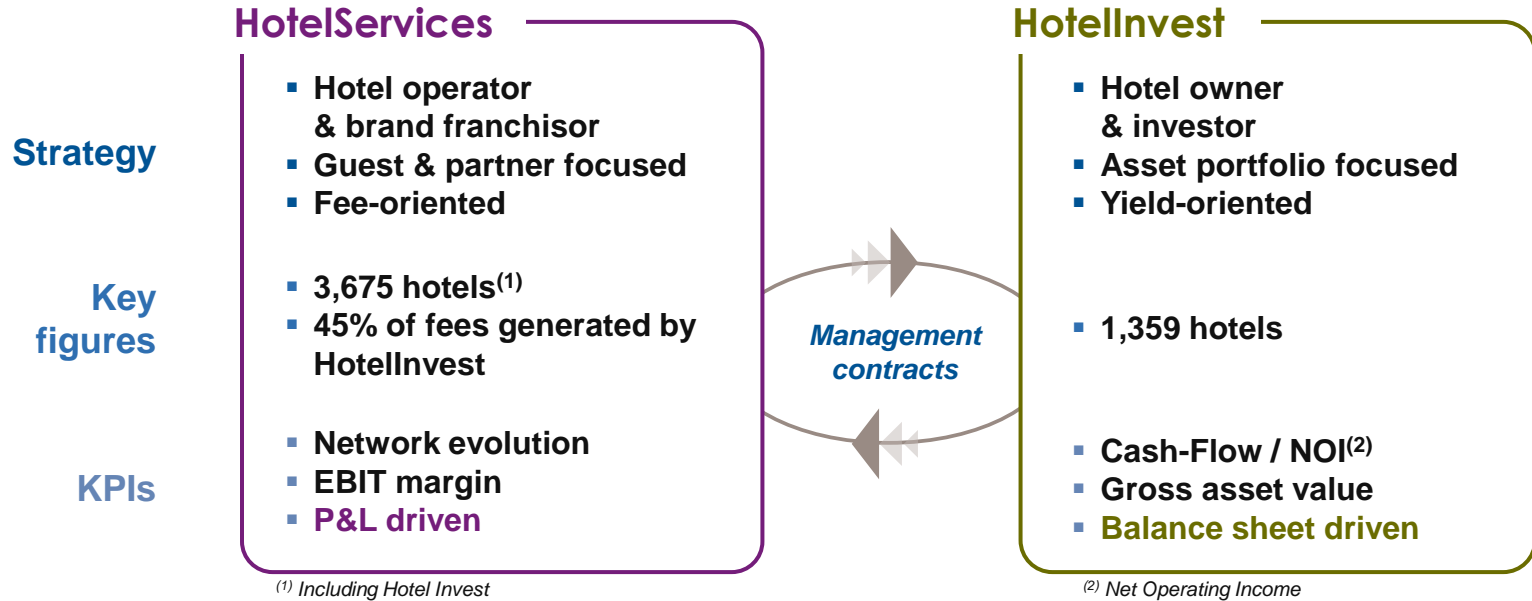 HotelServices
HotelInvest
Strategy
▪ Hotel operator
& brand franchisor
▪ Guest & partner focused
▪ Fee-oriented
▪ Hotel owner
& investor
▪ Asset portfolio focused
▪ Yield-oriented
Key
figures
▪ 3,675 hotels(1)
▪ 45% of fees generated by
HotelInvest
Management
contracts
▪ 1,359 hotels
KPIs
▪ Network evolution
▪ EBIT margin
▪ P&L driven
▪ Cash-Flow / NOI(2)
▪ Gross asset value
▪ Balance sheet driven
(1) Including Hotel Invest
(2) Net Operating Income